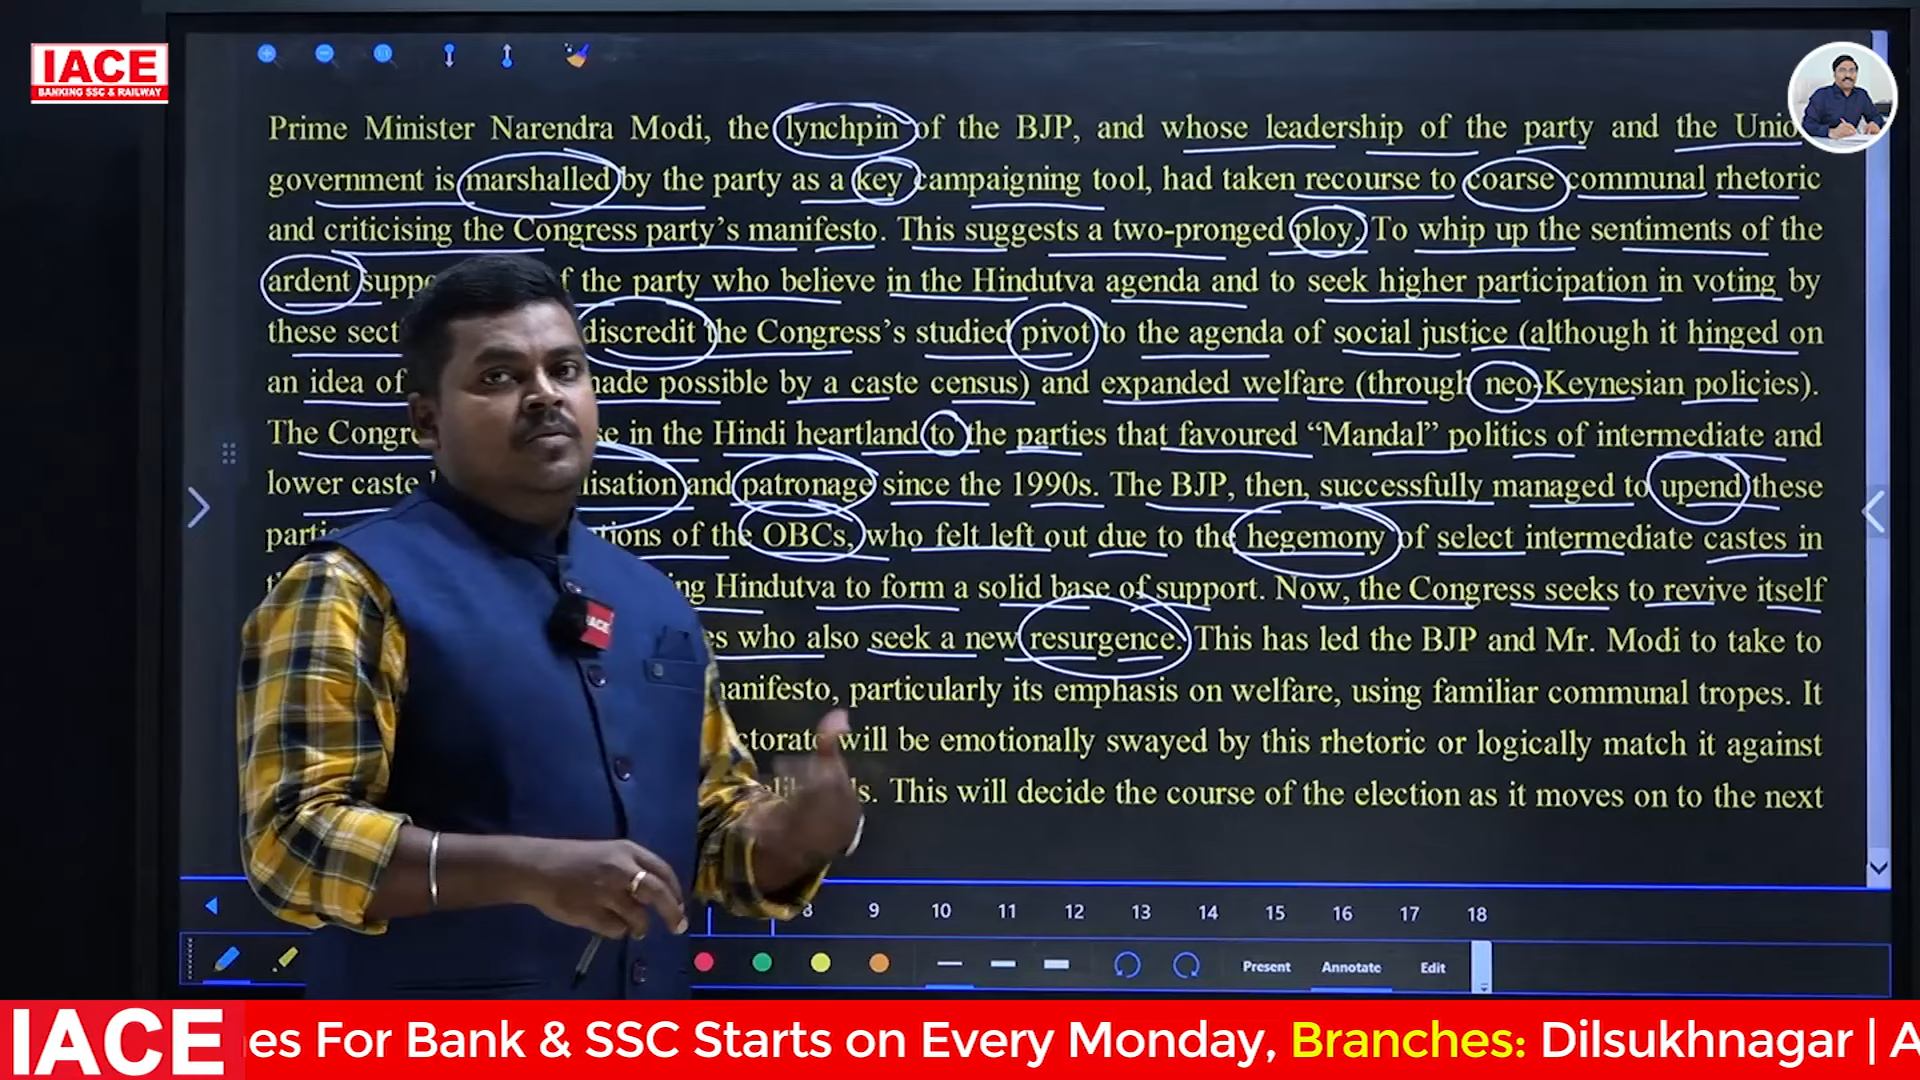 IACE
BANKING SSC & RAILWAY
Prime Minister Narendra Modi, the lynchpin of the BJP, and whose leadership of the party and the Union
government is marshalled by the party as a key campaigning tool, had taken recourse to coarse communal rhetoric
and criticising the Congress party's manifesto. This suggests a two-pronged ploy. To whip up the sentiments of the
ardent the party who believe in the Hindutva agenda and to seek higher participation in voting by
these discredit the Congress's studied pivot to the agenda of social justice (although it hinged on
an idea of made possible by a caste census) and expanded welfare (through neo-Keynesian policies).
The in the Hindi heartland to the parties that favoured "Mandal" politics of intermediate and
lower caste and patronage since the 1990s. The BJP, then, successfully managed to upend these
of the OBCs, who felt left out due to the hegemony of select intermediate castes in
Hindutva to form a solid base of support. Now, the Congress seeks to revive itself
who also seek a new resurgence. This has led the BJP and Mr. Modi to take to
manifesto, particularly its emphasis on welfare, using familiar communal tropes. It
will be emotionally swayed by this rhetoric or logically match it against
This will decide the course of the election as it moves on to the next
IACE
8 9 10 11 12 13 14 15 16 17 18
Present Annotate Edit
IACE es For Bank & SSC Starts on Every Monday, Branches: Dilsukhnagar | A